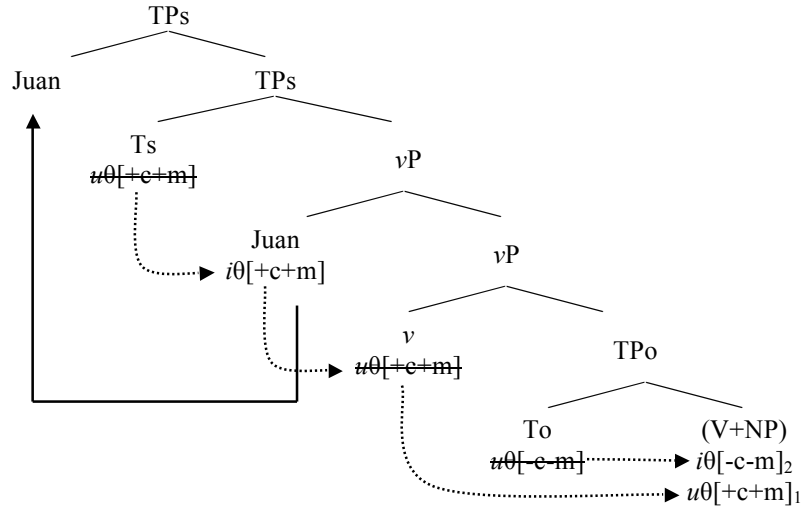 TPs
Juan TPs
Ts vP
uθ[+c+m]
Juan vP
iθ[+c+m]
v TPo
uθ[+c+m]
To (V+NP)
uθ[-c-m] iθ[-c-m]₂
uθ[+c+m]₁